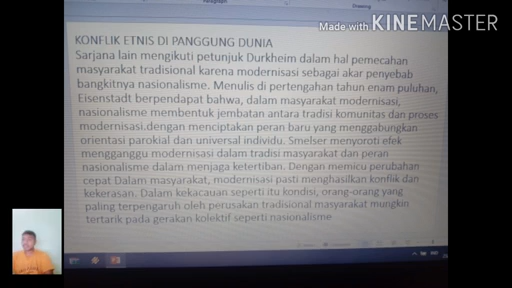 Paragraph
Drawing
Made with KINEMASTER
KONFLIK ETNIS DI PANGGUNG DUNIA
Sarjana lain mengikuti petunjuk Durkheim dalam hal pemecahan
masyarakat tradisional karena modernisasi sebagai akar penyebab
bangkitnya nasionalisme. Menulis di pertengahan tahun enam puluhan,
Eisenstadt berpendapat bahwa, dalam masyarakat modernisasi,
nasionalisme membentuk jembatan antara tradisi komunitas dan proses
modernisasi.dengan menciptakan peran baru yang menggabungkan
orientasi parokial dan universal individu. Smelser menyoroti efek
mengganggu modernisasi dalam tradisi masyarakat dan peran
nasionalisme dalam menjaga ketertiban. Dengan memicu perubahan
cepat Dalam masyarakat, modernisasi pasti menghasilkan konflik dan
kekerasan. Dalam kekacauan seperti itu kondisi, orang-orang yang
paling terpengaruh oleh perusakan tradisional masyarakat mungkin
tertarik pada gerakan kolektif seperti nasionalisme